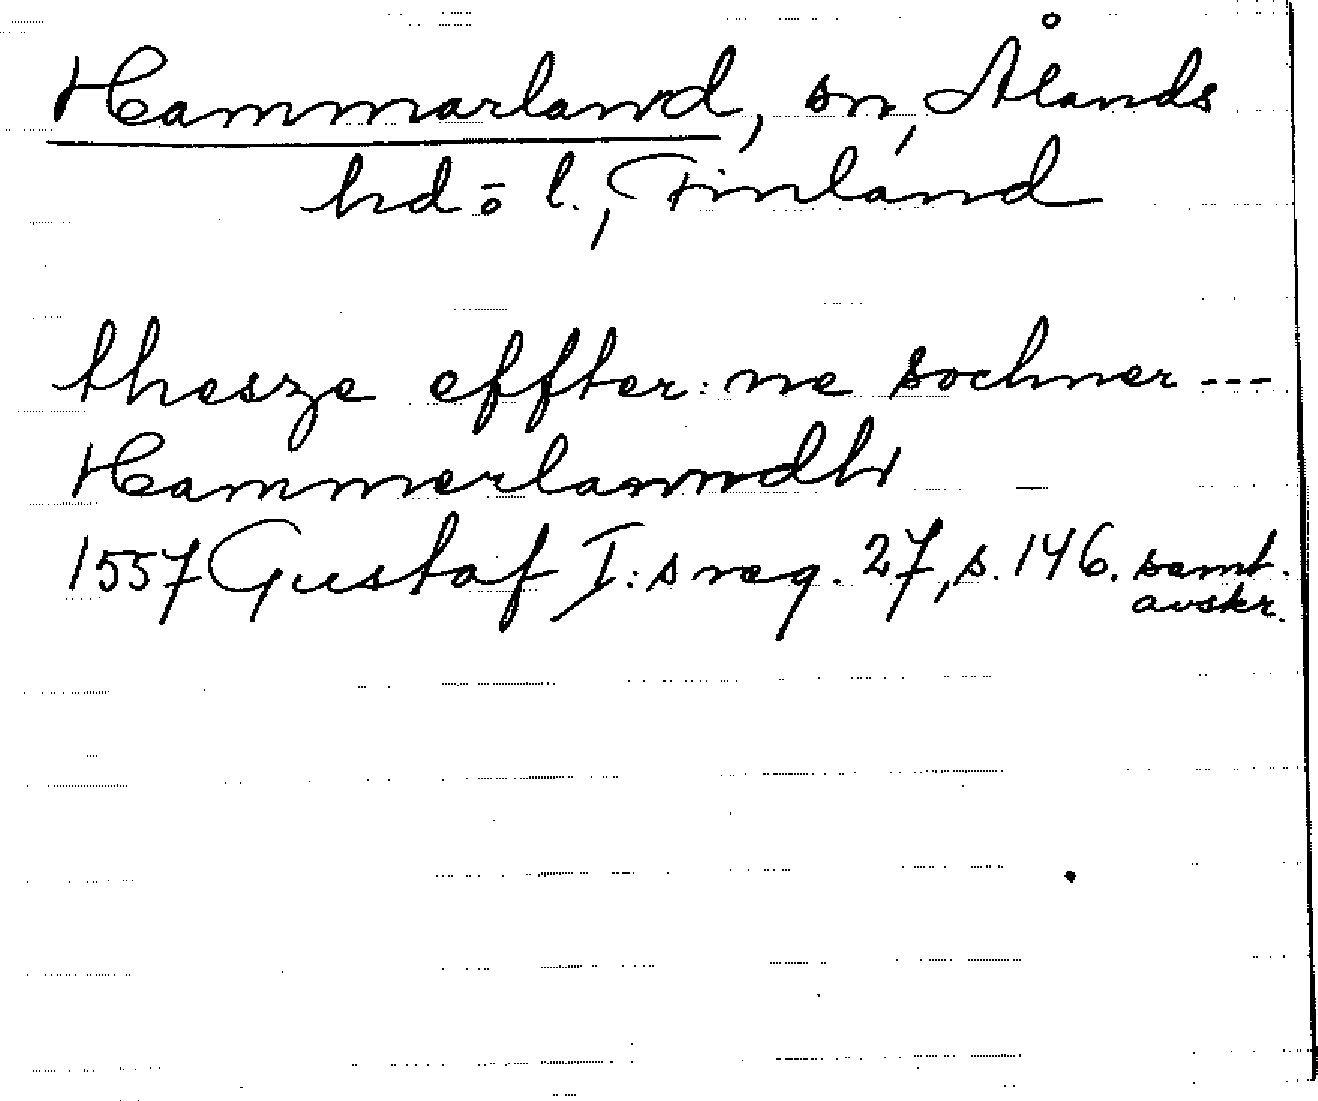 Hammarland, sn, Ålands
hd o l., Finland
thesze effter:ne sochner ---
Hammerlanndh
1557 Gustaf I:s reg. 27, s. 146. samt.
avskr.